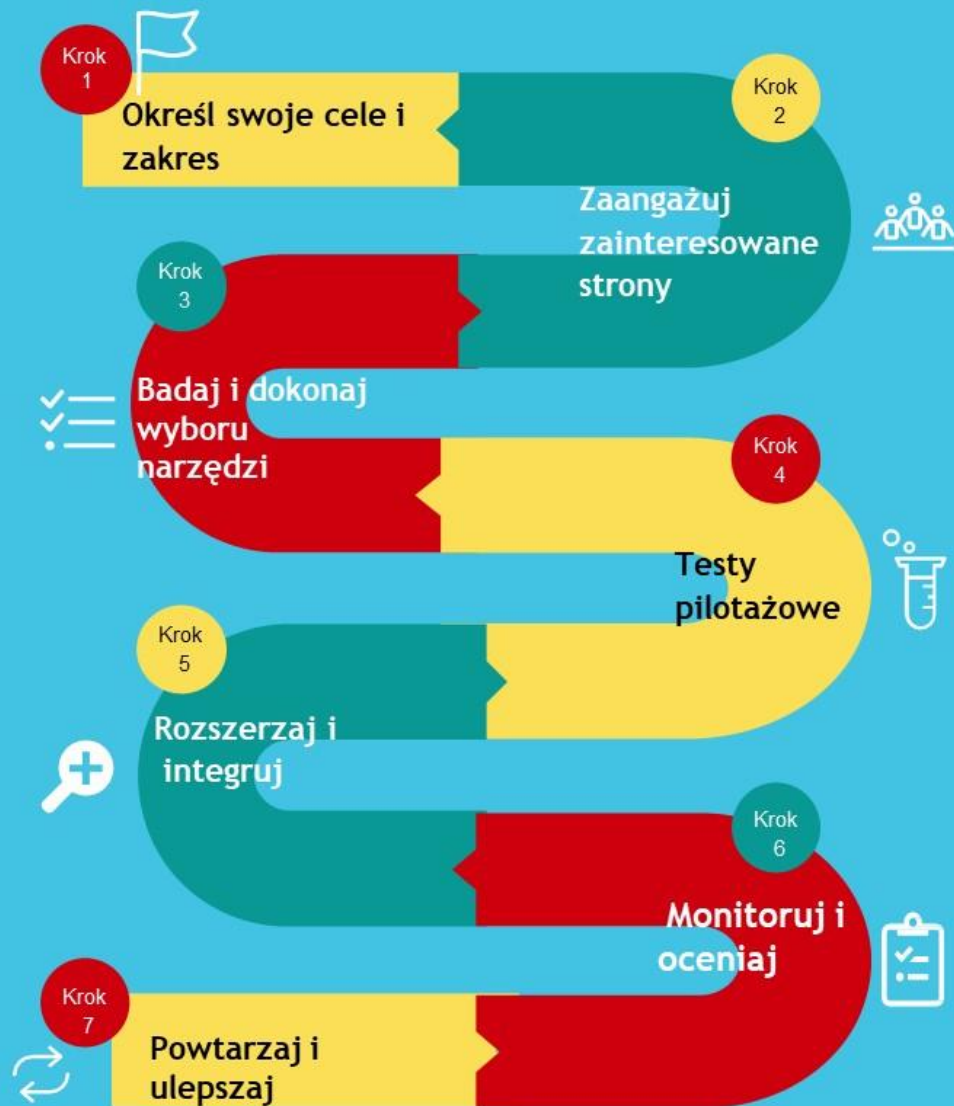 Krok
1
Określ swoje cele i
zakres
Krok
2
Zaangażuj
zainteresowane
strony
Krok
3
Badaj i dokonaj
wyboru
narzędzi
Krok
4
Testy
pilotażowe
Krok
5
Rozszerzaj i
integruj
Krok
6
Monitoruj i
oceniaj
Krok
7
Powtarzaj i
ulepszaj